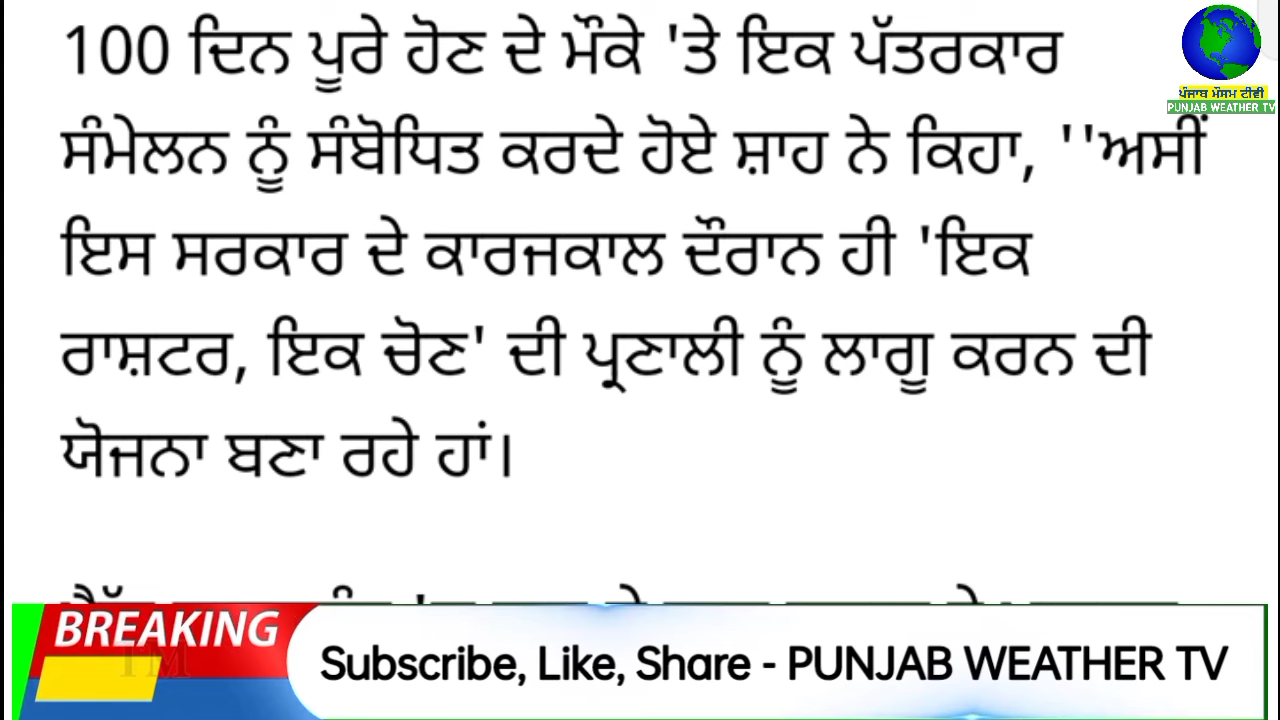 100 ਦਿਨ ਪੂਰੇ ਹੋਣ ਦੇ ਮੌਕੇ 'ਤੇ ਇਕ ਪੱਤਰਕਾਰ
ਸੰਮੇਲਨ ਨੂੰ ਸੰਬੋਧਿਤ ਕਰਦੇ ਹੋਏ ਸ਼ਾਹ ਨੇ ਕਿਹਾ, ''ਅਸੀਂ
ਇਸ ਸਰਕਾਰ ਦੇ ਕਾਰਜਕਾਲ ਦੌਰਾਨ ਹੀ 'ਇਕ
ਰਾਸ਼ਟਰ, ਇਕ ਚੋਣ' ਦੀ ਪ੍ਰਣਾਲੀ ਨੂੰ ਲਾਗੂ ਕਰਨ ਦੀ
ਯੋਜਨਾ ਬਣਾ ਰਹੇ ਹਾਂ।
ਪੰਜਾਬ ਮੌਸਮ ਟੀਵੀ
PUNJAB WEATHER TV
BREAKING
Subscribe, Like, Share - PUNJAB WEATHER TV